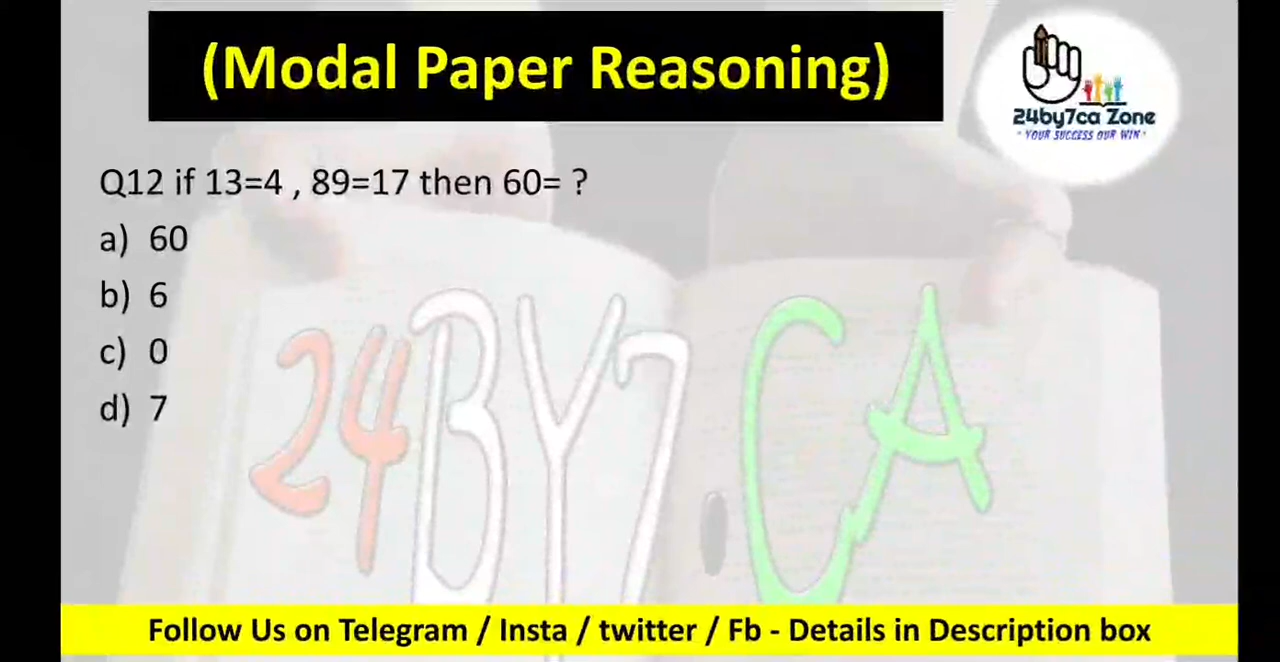 (Modal Paper Reasoning)
24by7ca Zone
" YOUR SUCCESS OUR WIN "
Q12 if 13=4 , 89=17 then 60= ?
a) 60
b) 6
c) 0
d) 7
24BY7.CA
Follow Us on Telegram / Insta / twitter / Fb - Details in Description box